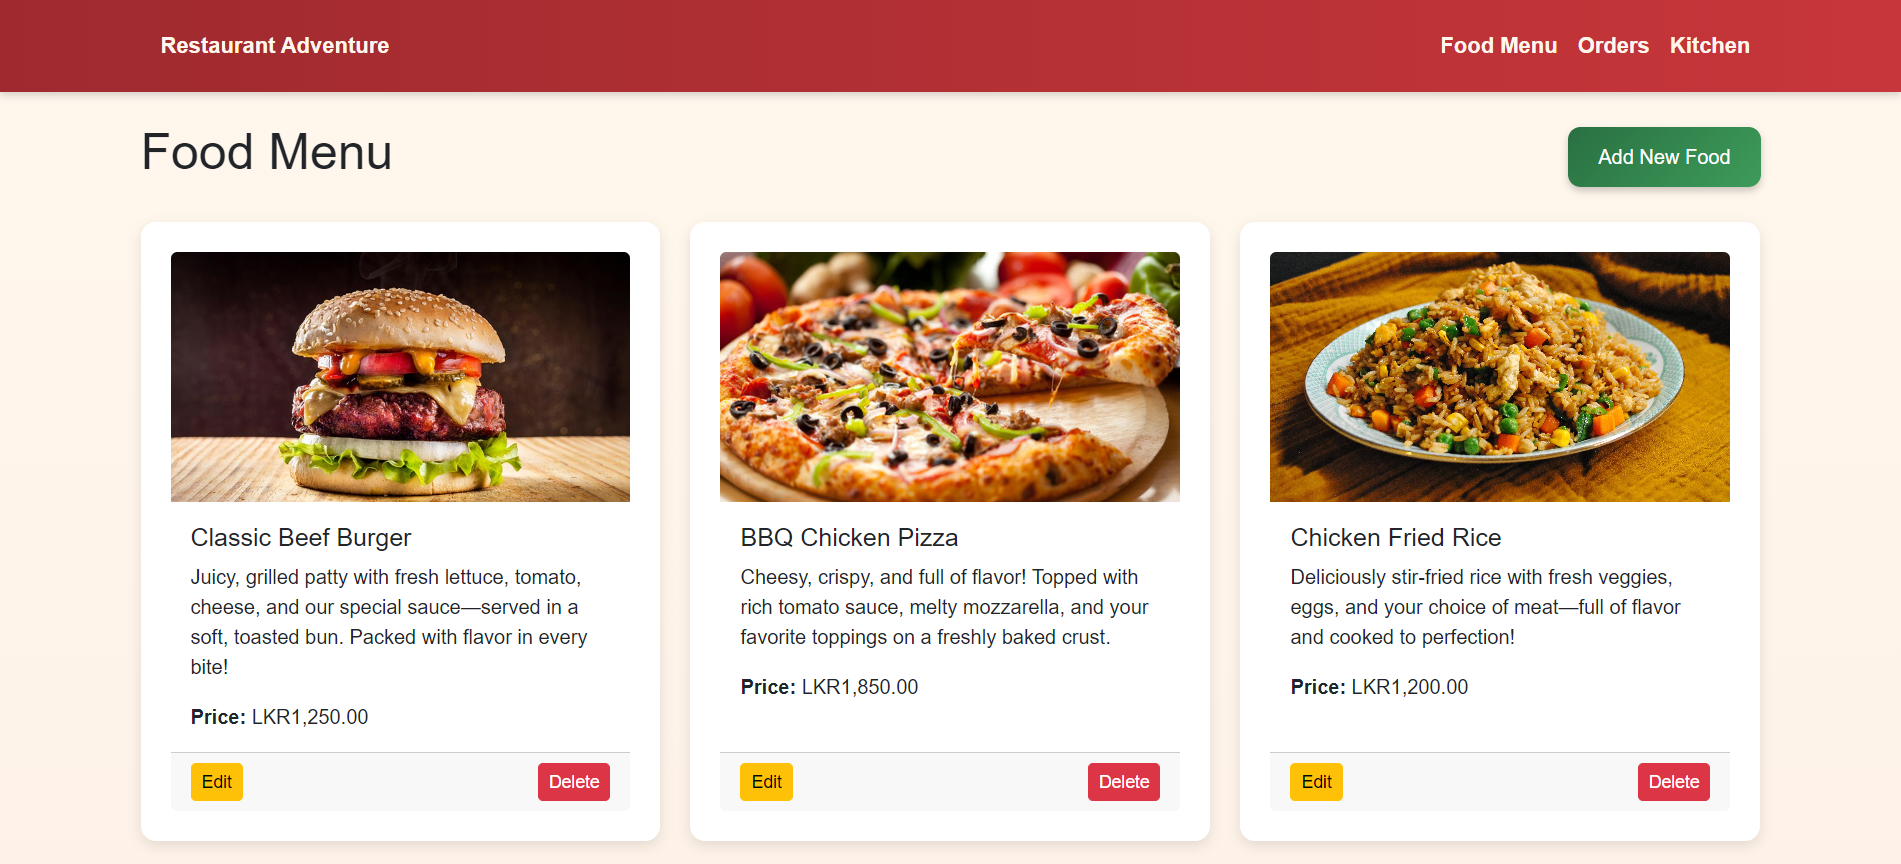 Restaurant Adventure
Food Menu Orders Kitchen
Food Menu
Add New Food
Classic Beef Burger
Juicy, grilled patty with fresh lettuce, tomato,
cheese, and our special sauce—served in a
soft, toasted bun. Packed with flavor in every
bite!
Price: LKR1,250.00
Edit
Delete
BBQ Chicken Pizza
Cheesy, crispy, and full of flavor! Topped with
rich tomato sauce, melty mozzarella, and your
favorite toppings on a freshly baked crust.
Price: LKR1,850.00
Edit
Delete
Chicken Fried Rice
Deliciously stir-fried rice with fresh veggies,
eggs, and your choice of meat—full of flavor
and cooked to perfection!
Price: LKR1,200.00
Edit
Delete